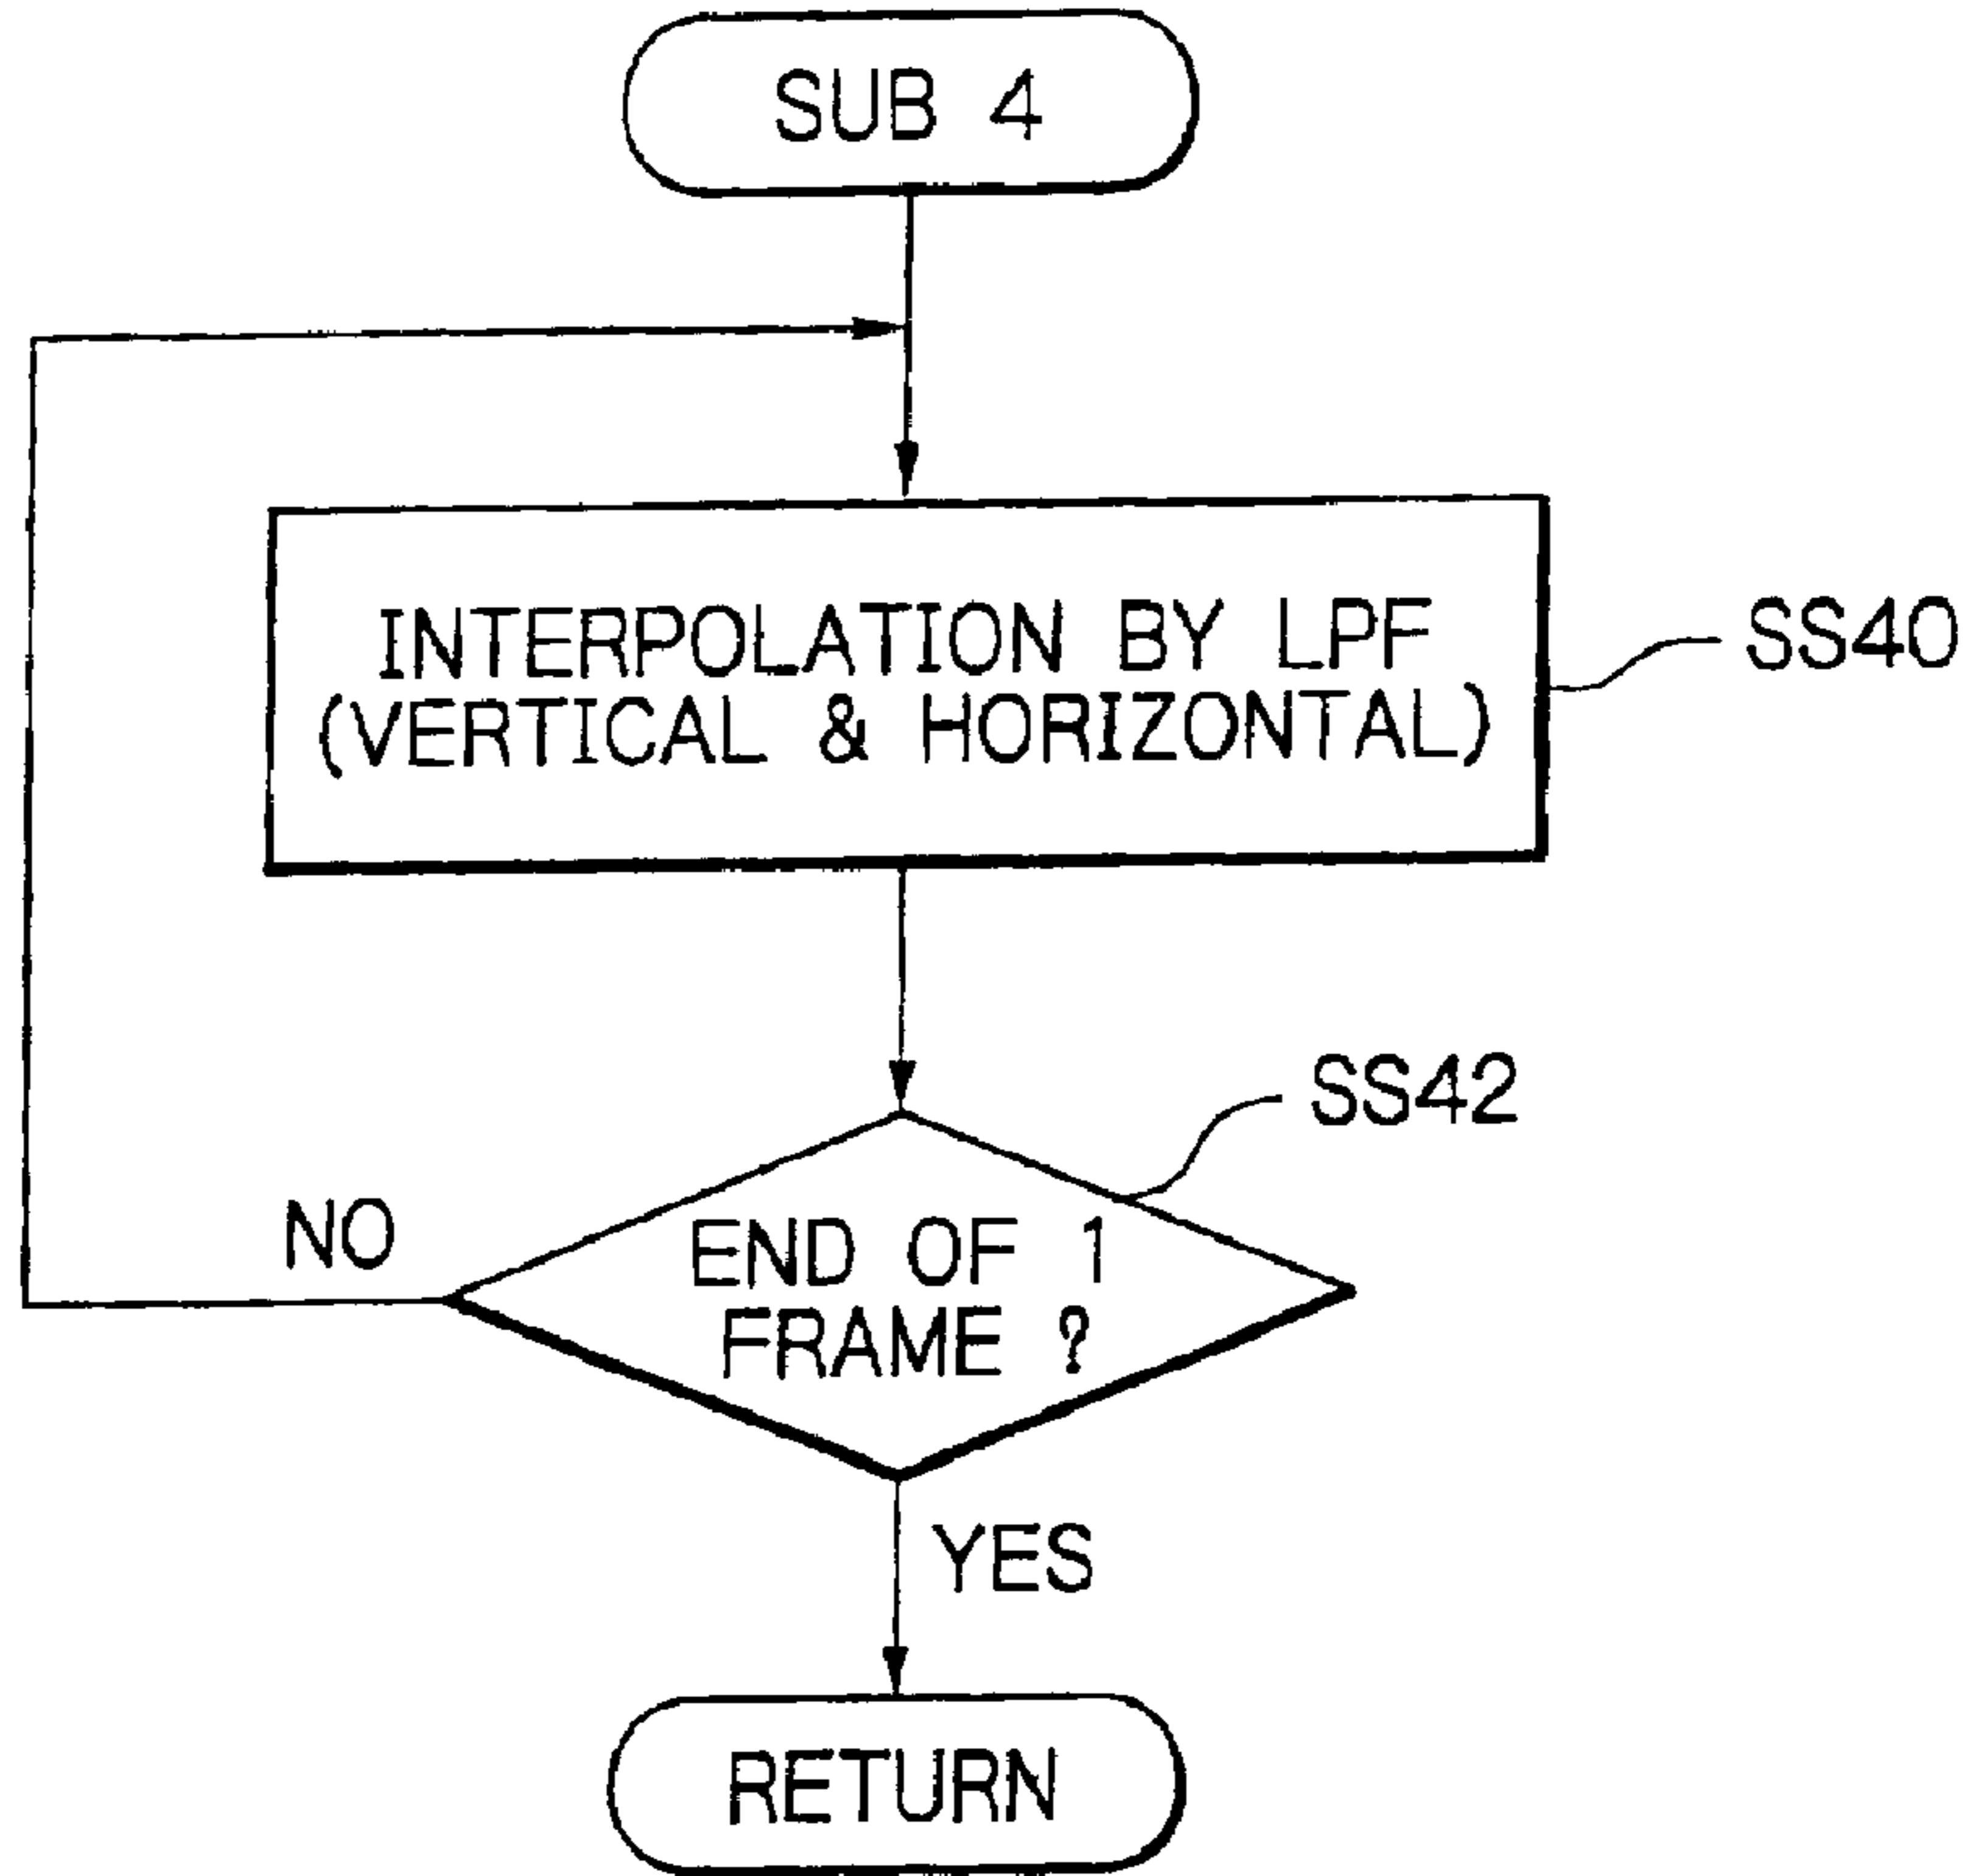 SUB 4
INTERPOLATION BY LPF
(VERTICAL & HORIZONTAL)
SS40
SS42
NO
END OF 1
FRAME ?
YES
RETURN